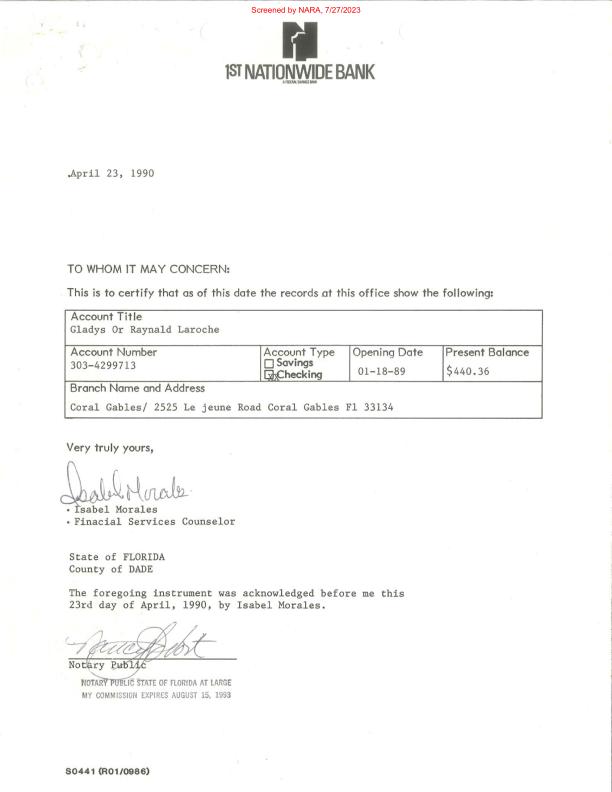 Screened by NARA, 7/27/2023
1ST NATIONWIDE BANK
A FEDERAL SAVINGS BANK
April 23, 1990
TO WHOM IT MAY CONCERN:
This is to certify that as of this date the records at this office show the following:
Account Title
Gladys Or Raynald Laroche
Account Number Account Type Opening Date Present Balance
303-4299713 Savings 01-18-89 $440.36
Checking
Branch Name and Address
Coral Gables/ 2525 Le jeune Road Coral Gables Fl 33134
Very truly yours,
Isabel Morales
Isabel Morales
Finacial Services Counselor
State of FLORIDA
County of DADE
The foregoing instrument was acknowledged before me this
23rd day of April, 1990, by Isabel Morales.
Notary Public
NOTARY PUBLIC STATE OF FLORIDA AT LARGE
MY COMMISSION EXPIRES AUGUST 15, 1993
S0441 (R01/0986)